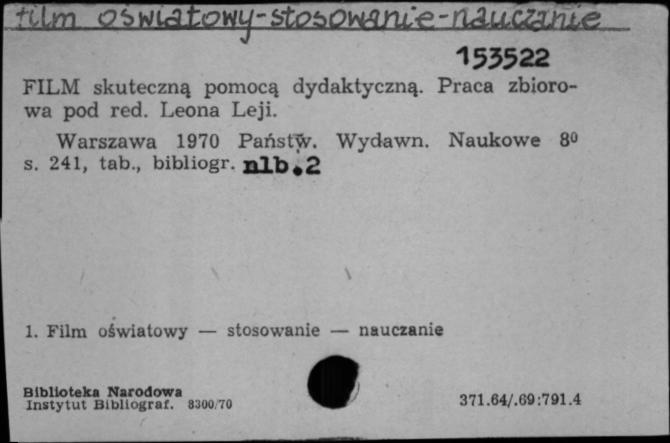 film oświatowy-stosowanie-nauczanie
153522
FILM skuteczną pomocą dydaktyczną. Praca zbioro-
wa pod red. Leona Leji.
Warszawa 1970 Państw. Wydawn. Naukowe 8⁰
s. 241, tab., bibliogr. nlb.2
1. Film oświatowy — stosowanie — nauczanie
Biblioteka Narodowa
Instytut Bibliograf. 8300/70
371.64/.69:791.4